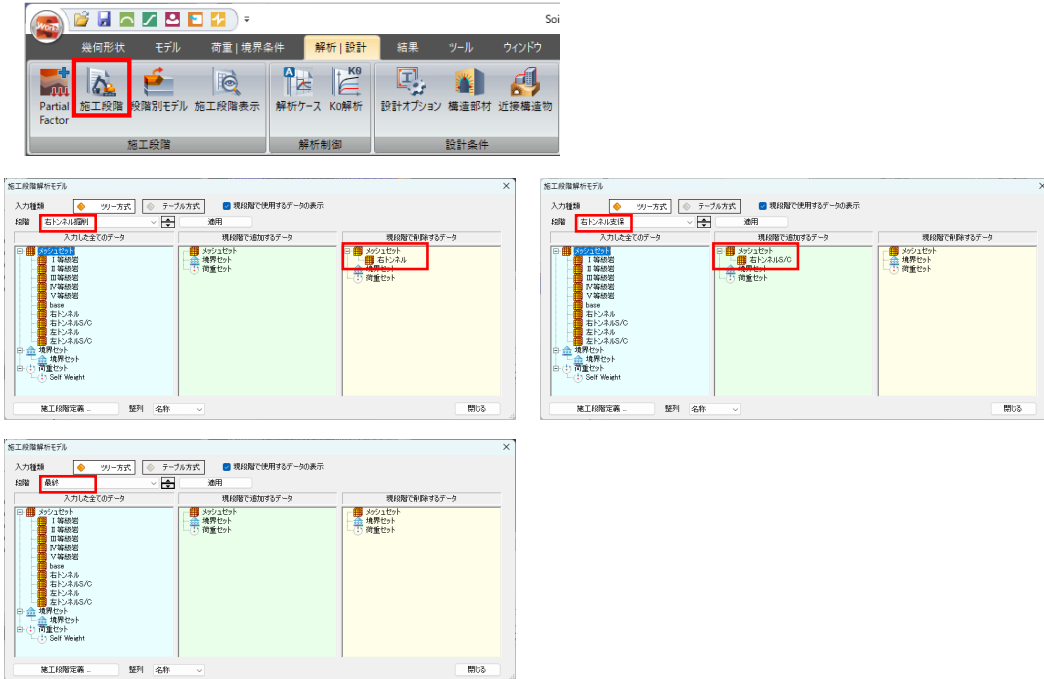 Soi
幾何形状 モデル 荷重 | 境界条件 解析 | 設計 結果 ツール ウィンドウ
Partial Factor 施工段階 段階別モデル 施工段階表示 解析ケース K0解析 設計オプション 構造部材 近接構造物
施工段階 解析制御 設計条件
施工段階解析モデル
入力種類 ツリー方式 テーブル方式 現段階で使用するデータの表示
段階 右トンネル掘削 適用
入力した全てのデータ 現段階で追加するデータ 現段階で削除するデータ
メッシュセット メッシュセット メッシュセット
I等級岩 境界セット 右トンネル
II等級岩 荷重セット 境界セット
III等級岩 荷重セット
IV等級岩
V等級岩
base
右トンネル
右トンネルS/C
左トンネル
左トンネルS/C
境界セット
境界セット
荷重セット
Self Weight
施工段階定義 .. 整列 名称 閉じる
施工段階解析モデル
入力種類 ツリー方式 テーブル方式 現段階で使用するデータの表示
段階 右トンネル支保 適用
入力した全てのデータ 現段階で追加するデータ 現段階で削除するデータ
メッシュセット メッシュセット メッシュセット
I等級岩 右トンネルS/C 境界セット
II等級岩 境界セット 荷重セット
III等級岩 荷重セット
IV等級岩
V等級岩
base
右トンネル
右トンネルS/C
左トンネル
左トンネルS/C
境界セット
境界セット
荷重セット
Self Weight
施工段階定義 .. 整列 名称 閉じる
施工段階解析モデル
入力種類 ツリー方式 テーブル方式 現段階で使用するデータの表示
段階 最終 適用
入力した全てのデータ 現段階で追加するデータ 現段階で削除するデータ
メッシュセット メッシュセット メッシュセット
I等級岩 境界セット 境界セット
II等級岩 荷重セット 荷重セット
III等級岩
IV等級岩
V等級岩
base
右トンネル
右トンネルS/C
左トンネル
左トンネルS/C
境界セット
境界セット
荷重セット
Self Weight
施工段階定義 .. 整列 名称 閉じる